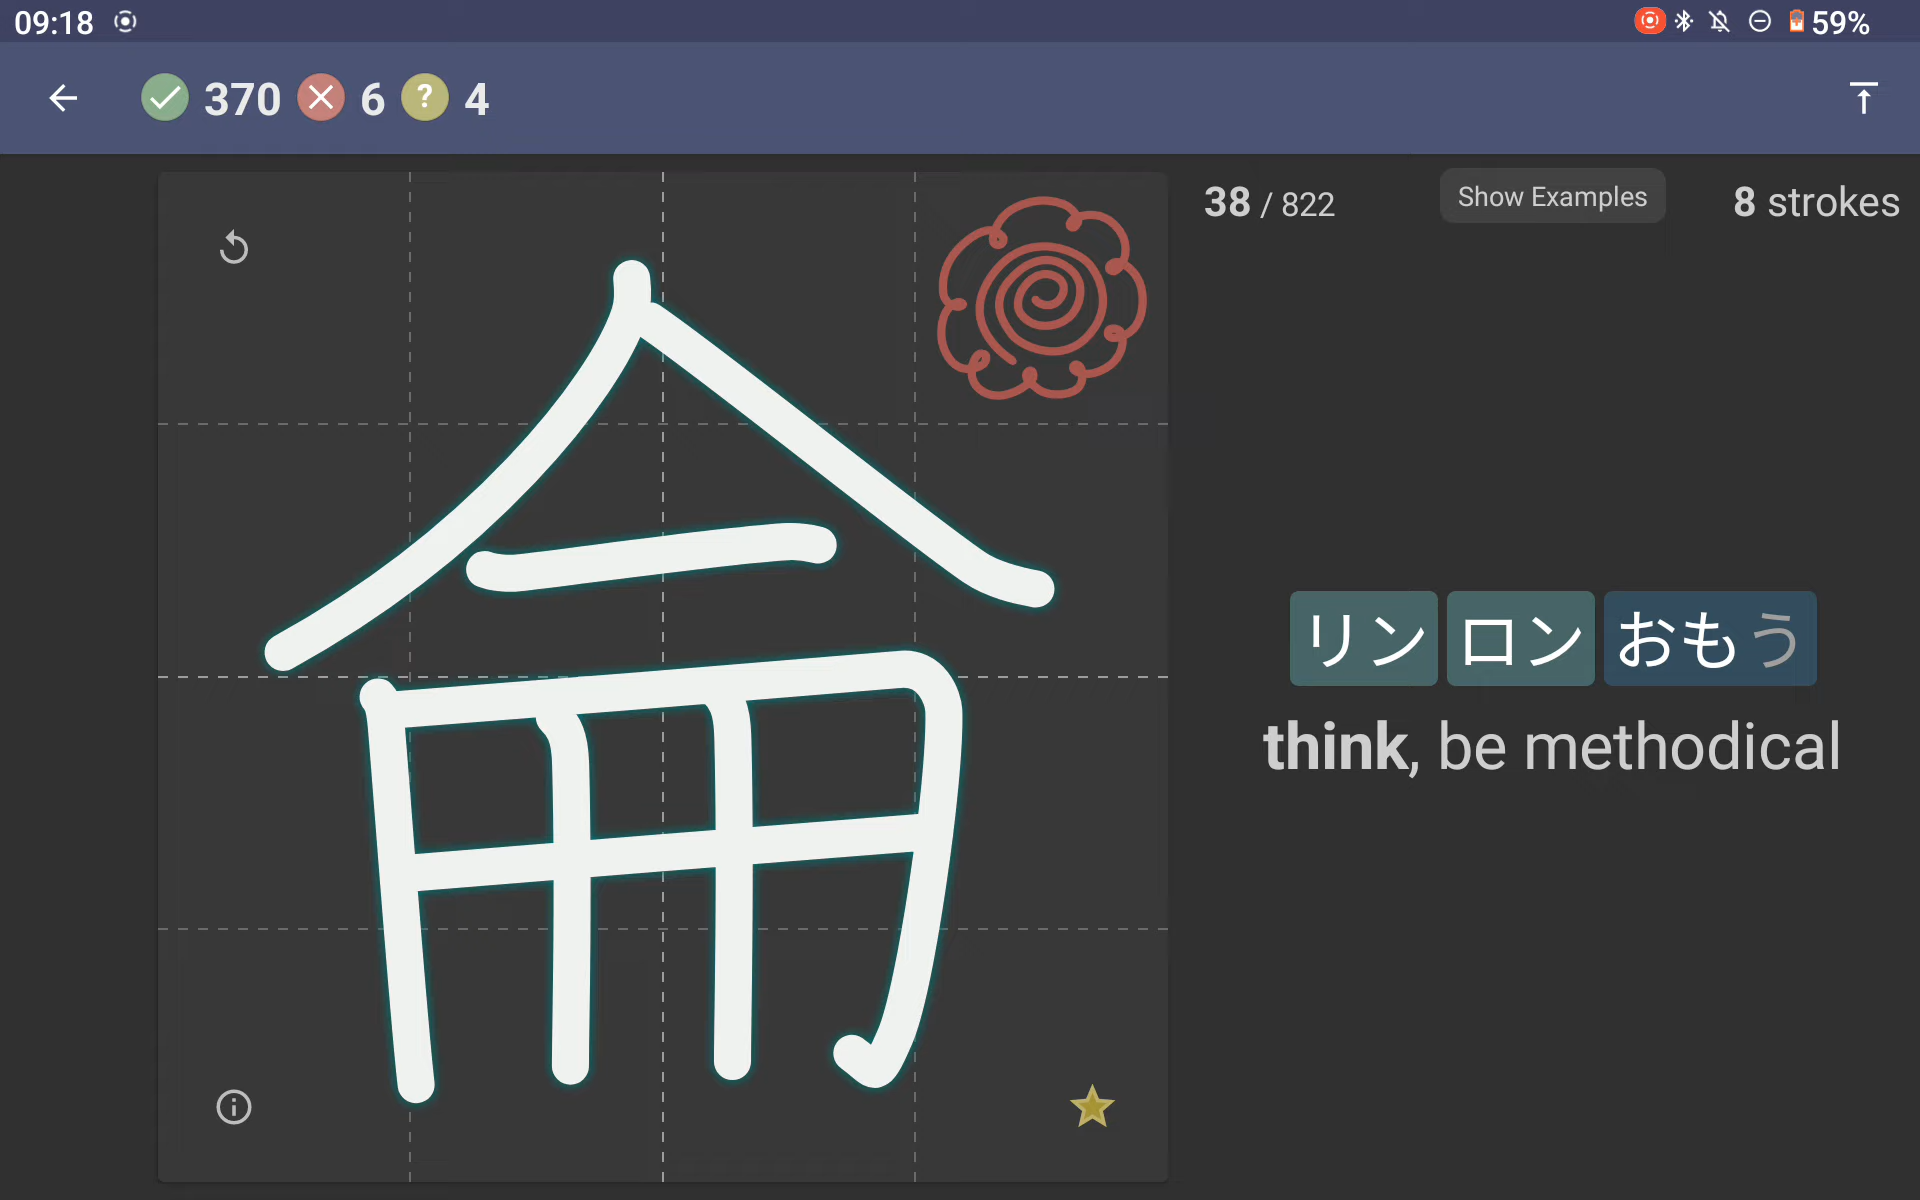 09:18 59%
370 6 ? 4
38 / 822 Show Examples 8 strokes
侖
リン ロン おもう
think, be methodical